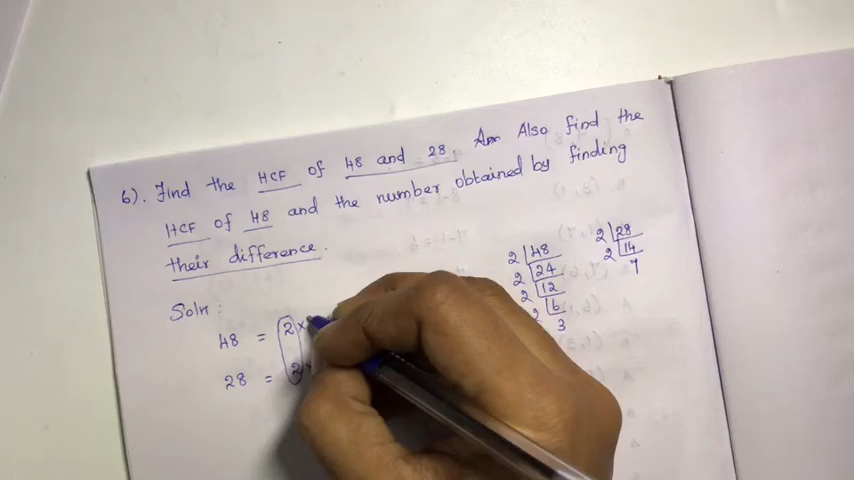 6). Find the HCF of 48 and 28. Am Also find the
HCF of 48 and the number obtained by finding
their difference.
Soln :
48 = 2 x
28 = 2
2 | 48
2 | 24
2 | 12
2 | 6
3
2 | 28
2 | 14
7